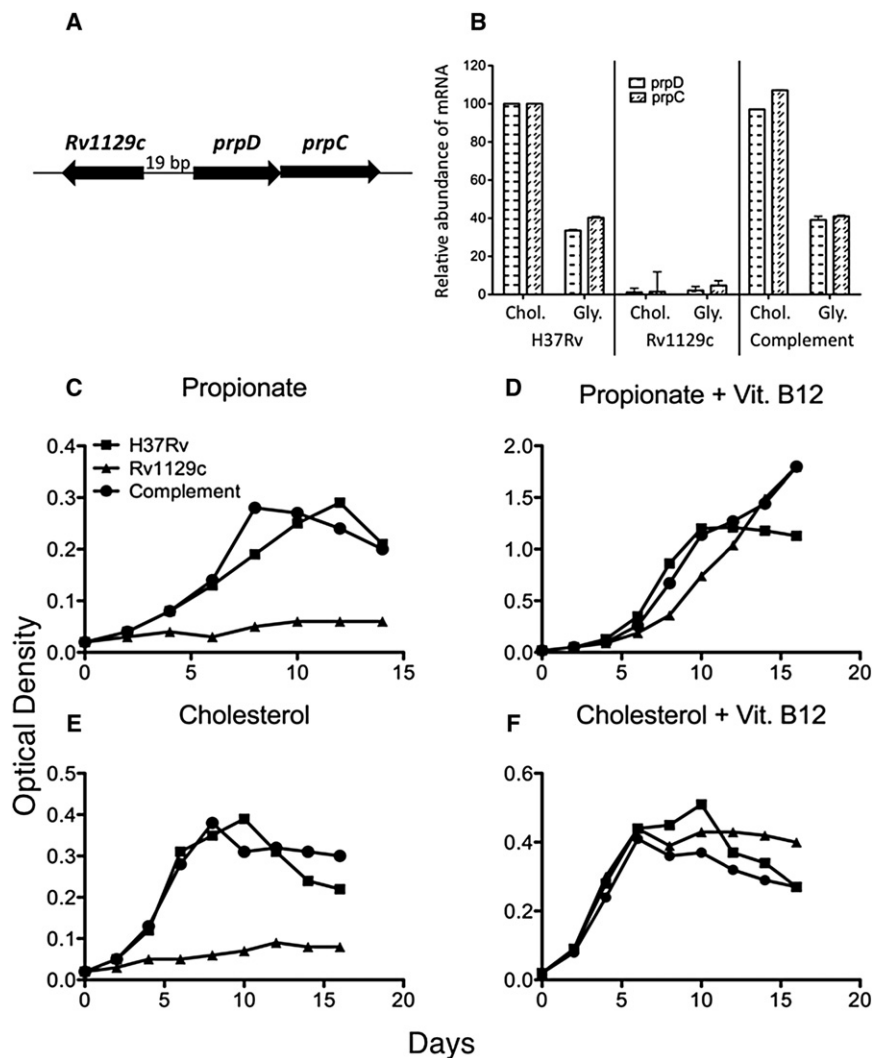 A
Rv1129c prpD prpC
19 bp
B
Relative abundance of mRNA
120
100
80
60
40
20
0
prpD
prpC
Chol. Gly. Chol. Gly. Chol. Gly.
H37Rv Rv1129c Complement
C Propionate
0.4
0.3
0.2
0.1
0.0
H37Rv
Rv1129c
Complement
0 5 10 15
D Propionate + Vit. B12
2.0
1.5
1.0
0.5
0.0
0 5 10 15 20
Optical Density
E Cholesterol
0.5
0.4
0.3
0.2
0.1
0.0
0 5 10 15 20
F Cholesterol + Vit. B12
0.6
0.4
0.2
0.0
0 5 10 15 20
Days